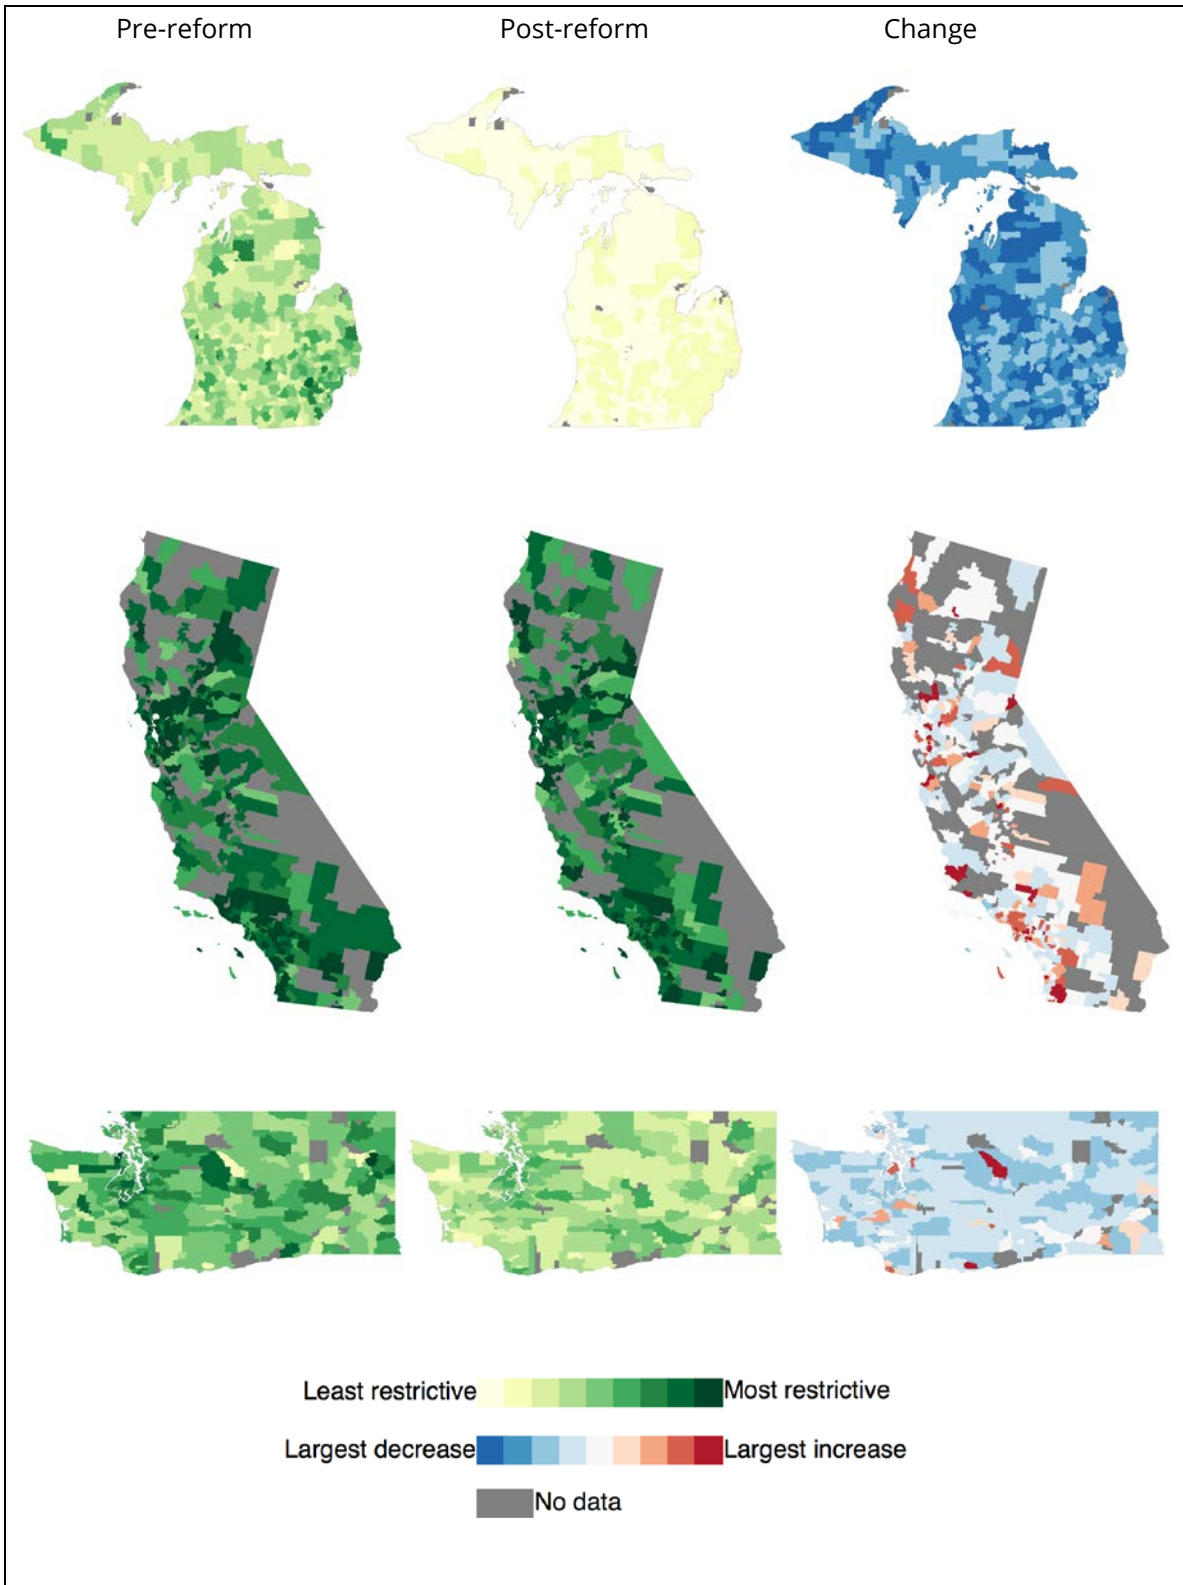 Pre-reform Post-reform Change
Least restrictive Most restrictive
Largest decrease Largest increase
No data